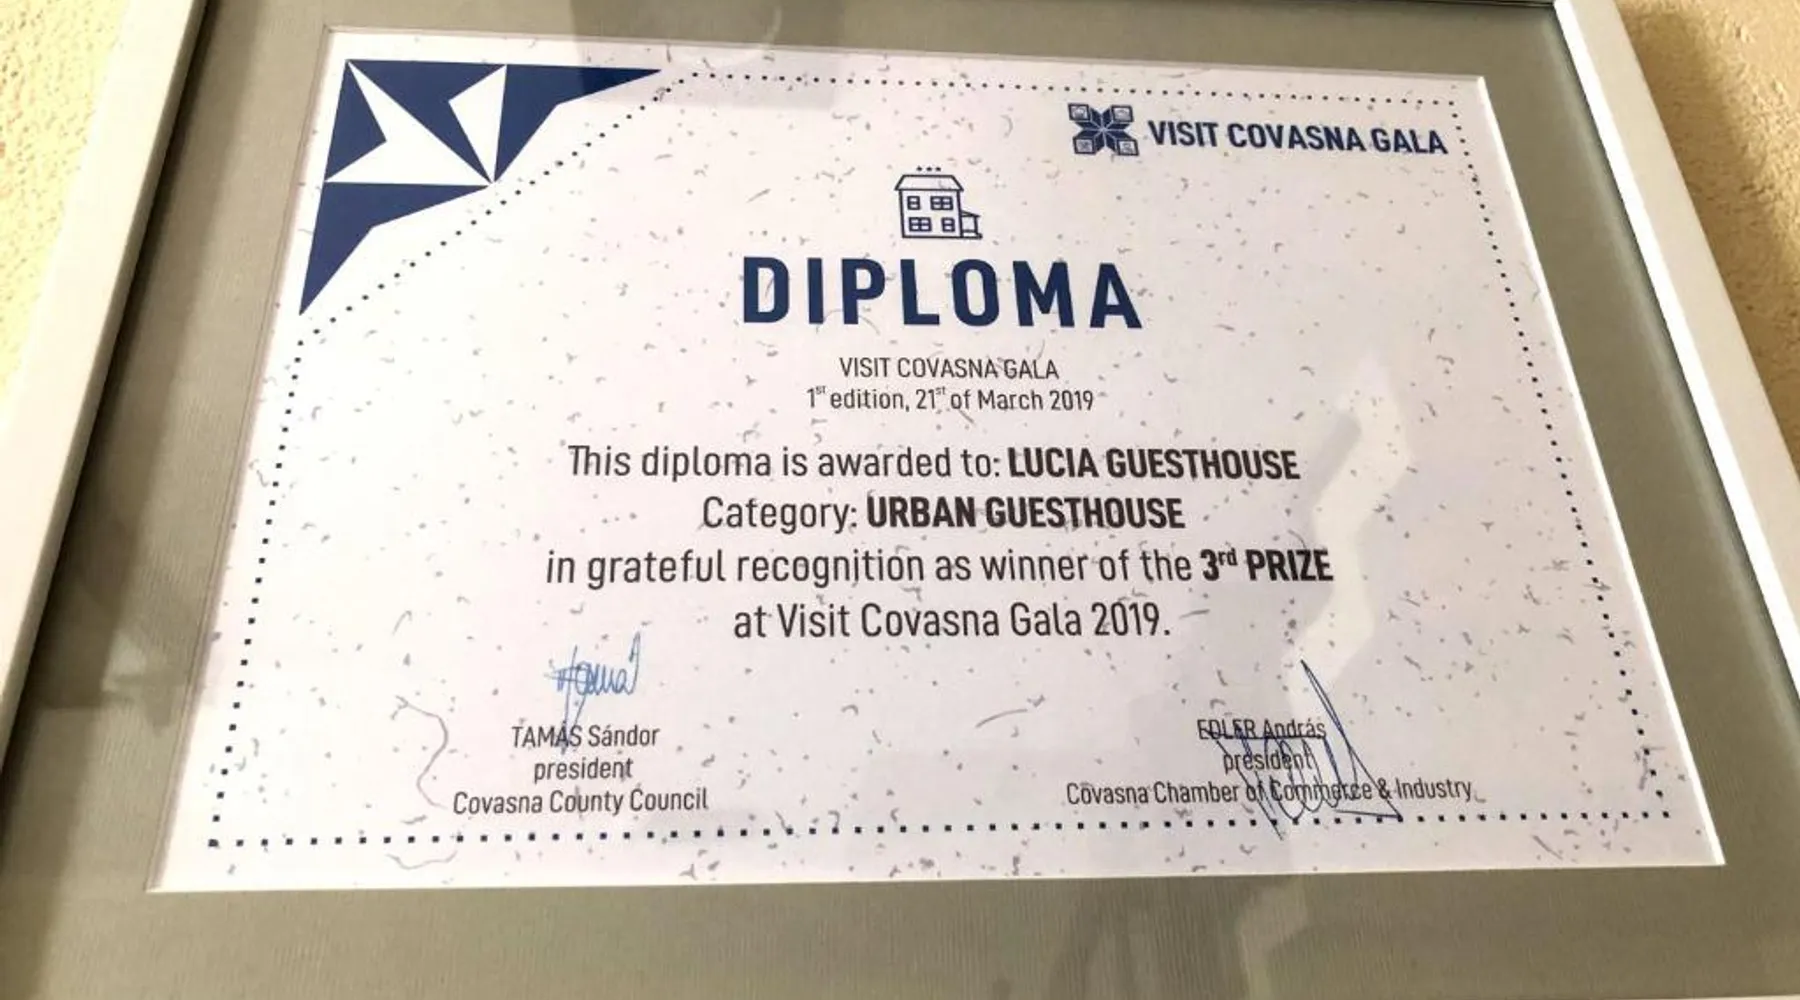 VISIT COVASNA GALA
DIPLOMA
VISIT COVASNA GALA
1st edition, 21st of March 2019
This diploma is awarded to: LUCIA GUESTHOUSE
Category: URBAN GUESTHOUSE
in grateful recognition as winner of the 3rd PRIZE
at Visit Covasna Gala 2019.
TAMÁS Sándor
president
Covasna County Council
EDLER András
president
Covasna Chamber of Commerce & Industry